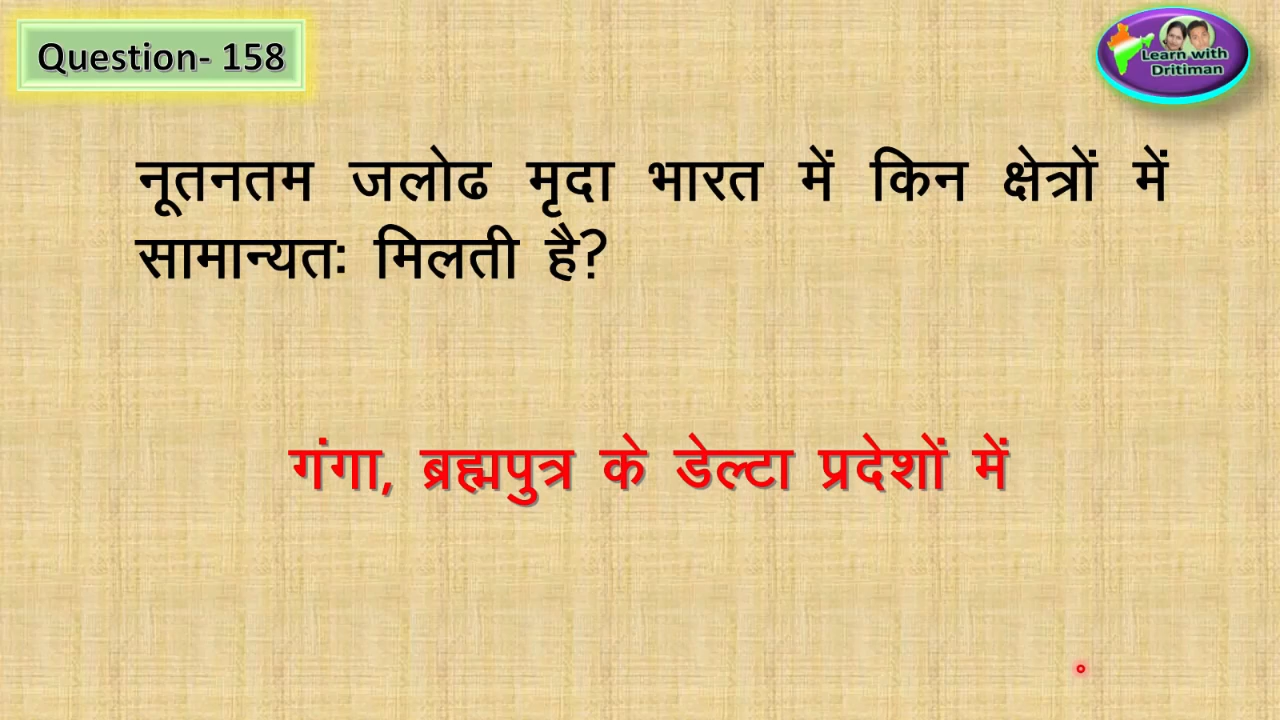 Question- 158
Learn with
Dritiman
नूतनतम जलोढ मृदा भारत में किन क्षेत्रों में
सामान्यतः मिलती है?
गंगा, ब्रह्मपुत्र के डेल्टा प्रदेशों में